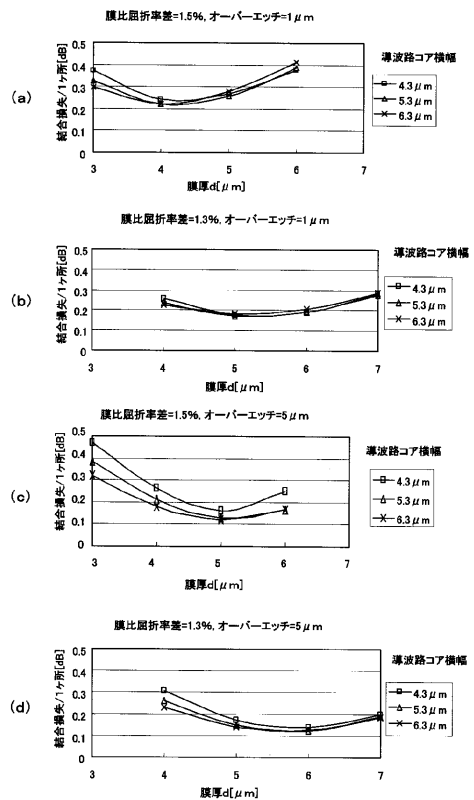 (a)
膜比屈折率差=1.5%, オーバーエッチ=1μm
結合損失/1ヶ所[dB]
0.5
0.4
0.3
0.2
0.1
0
3 4 5 6 7
膜厚d[μm]
導波路コア横幅
4.3μm
5.3μm
6.3μm
(b)
膜比屈折率差=1.3%, オーバーエッチ=1μm
結合損失/1ヶ所[dB]
0.5
0.4
0.3
0.2
0.1
0
3 4 5 6 7
膜厚d[μm]
導波路コア横幅
4.3μm
5.3μm
6.3μm
(c)
膜比屈折率差=1.5%, オーバーエッチ=5μm
結合損失/1ヶ所[dB]
0.5
0.4
0.3
0.2
0.1
0
3 4 5 6 7
膜厚d[μm]
導波路コア横幅
4.3μm
5.3μm
6.3μm
(d)
膜比屈折率差=1.3%, オーバーエッチ=5μm
結合損失/1ヶ所[dB]
0.5
0.4
0.3
0.2
0.1
0
3 4 5 6 7
膜厚d[μm]
導波路コア横幅
4.3μm
5.3μm
6.3μm